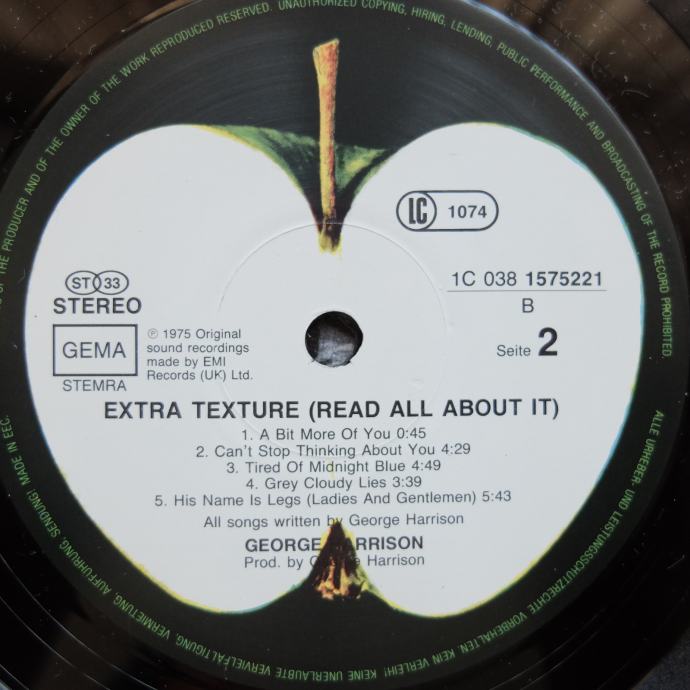 OF THE PRODUCER AND OF THE OWNER OF THE WORK REPRODUCED RESERVED. UNAUTHORIZED COPYING, HIRING, LENDING, PUBLIC PERFORMANCE AND BROADCASTING OF THE RECORD PROHIBITED.
LC 1074
ST 33
STEREO
1C 038 1575221
B
GEMA
STEMRA
℗ 1975 Original
sound recordings
made by EMI
Records (UK) Ltd.
Seite 2
EXTRA TEXTURE (READ ALL ABOUT IT)
1. A Bit More Of You 0:45
2. Can't Stop Thinking About You 4:29
3. Tired Of Midnight Blue 4:49
4. Grey Cloudy Lies 3:39
5. His Name Is Legs (Ladies And Gentlemen) 5:43
All songs written by George Harrison
GEORGE HARRISON
Prod. by George Harrison
ALLE URHEBER- UND LEISTUNGSSCHUTZRECHTE VORBEHALTEN. KEIN VERLEIH! KEINE UNERLAUBTE VERVIELFÄLTIGUNG, VERMIETUNG, AUFFÜHRUNG, SENDUNG! MADE IN EEC.